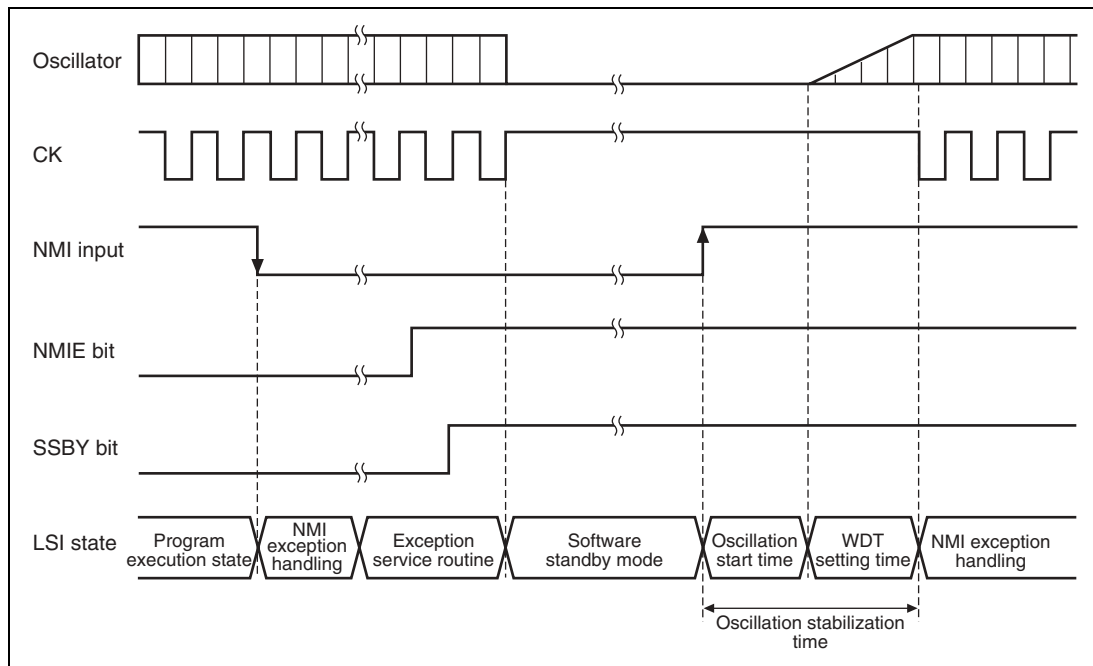 Oscillator
CK
NMI input
NMIE bit
SSBY bit
LSI state
Program
execution state
NMI
exception
handling
Exception
service routine
Software
standby mode
Oscillation
start time
WDT
setting time
NMI exception
handling
Oscillation stabilization
time